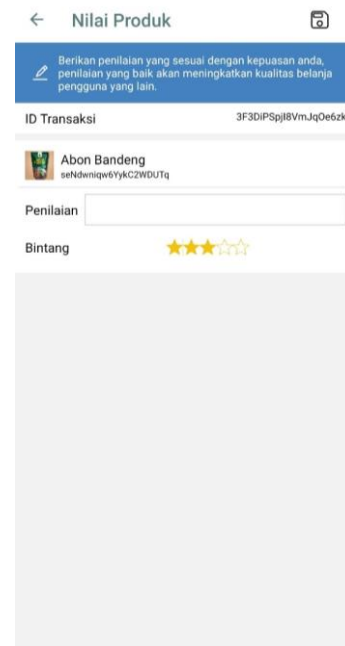 Nilai Produk
Berikan penilaian yang sesuai dengan kepuasan anda,
penilaian yang baik akan meningkatkan kualitas belanja
pengguna yang lain.
ID Transaksi 3F3DiPSpjI8VmJqOe6zk
Abon Bandeng
seNdwniqw6YykC2WDUTq
Penilaian
Bintang